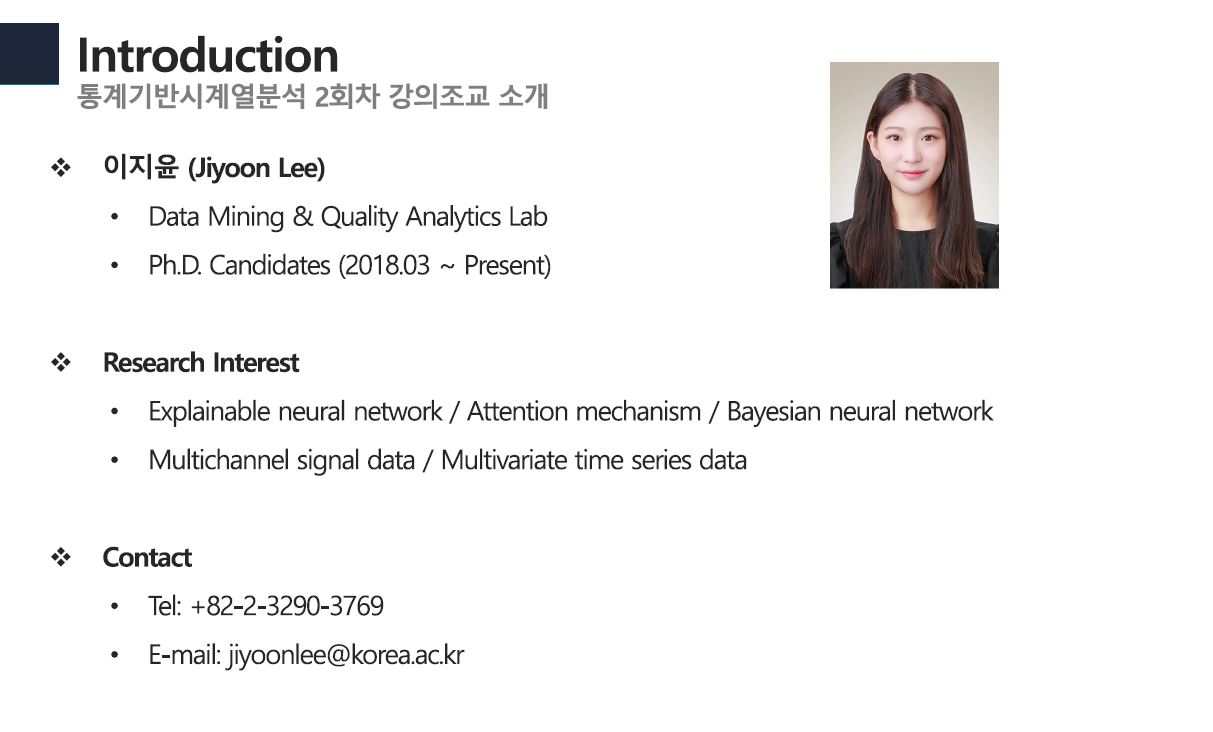 Introduction
통계기반시계열분석 2회차 강의조교 소개
❖ 이지윤 (Jiyoon Lee)
• Data Mining & Quality Analytics Lab
• Ph.D. Candidates (2018.03 ~ Present)
❖ Research Interest
• Explainable neural network / Attention mechanism / Bayesian neural network
• Multichannel signal data / Multivariate time series data
❖ Contact
• Tel: +82-2-3290-3769
• E-mail: jiyoonlee@korea.ac.kr